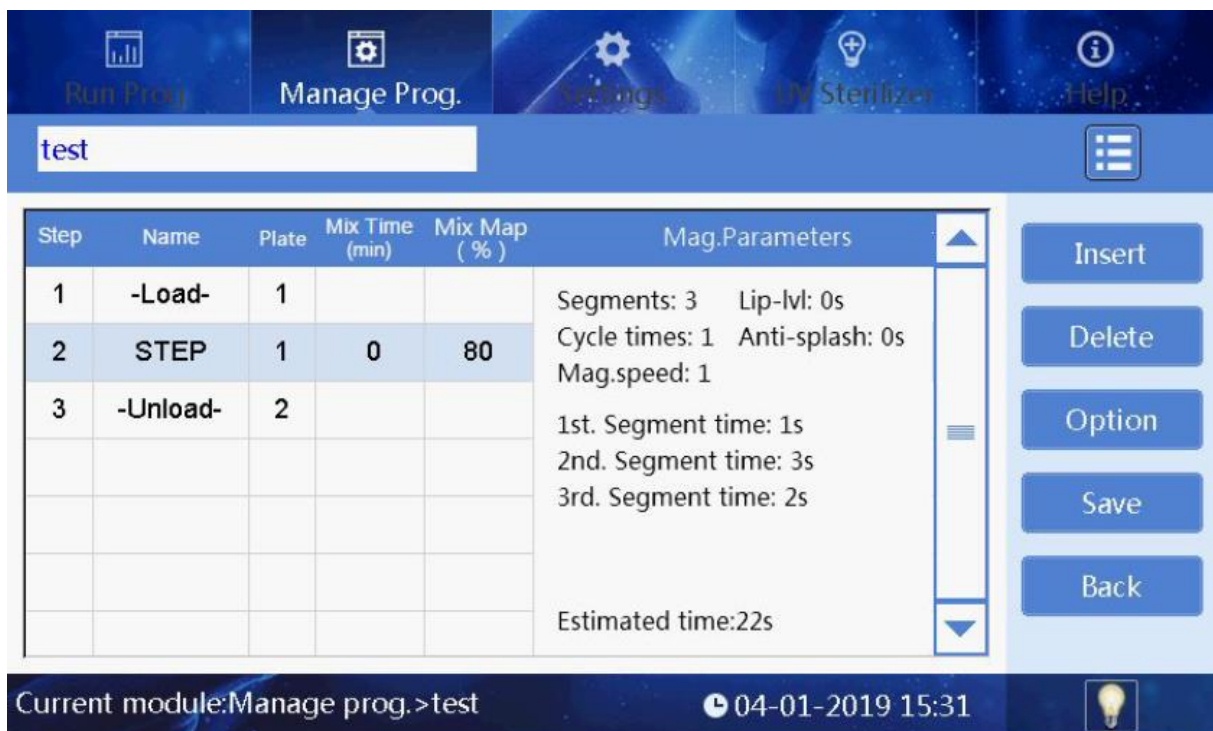 Run Prog.
Manage Prog.
Settings
UV Sterilizer
Help
test
Step Name Plate Mix Time (min) Mix Map ( % ) Mag.Parameters
1 -Load- 1
2 STEP 1 0 80
3 -Unload- 2
Segments: 3 Lip-lvl: 0s
Cycle times: 1 Anti-splash: 0s
Mag.speed: 1
1st. Segment time: 1s
2nd. Segment time: 3s
3rd. Segment time: 2s
Estimated time:22s
Insert
Delete
Option
Save
Back
Current module:Manage prog.>test 04-01-2019 15:31